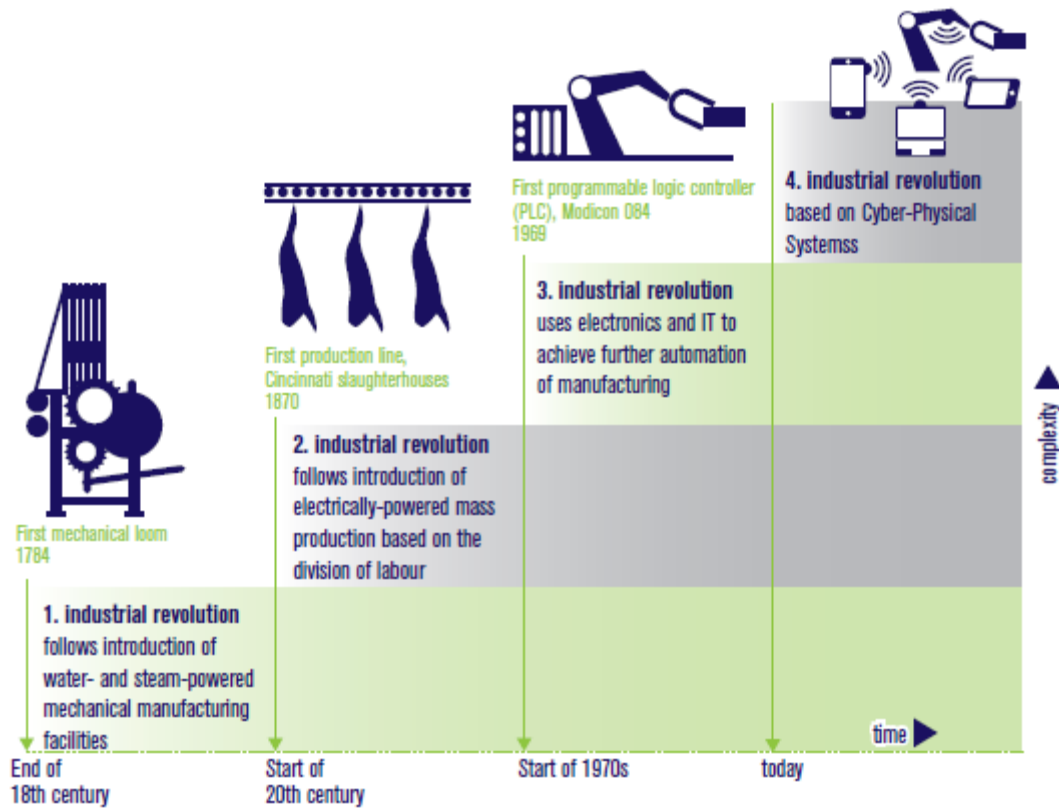 First programmable logic controller
(PLC), Modicon 084
1969
4. industrial revolution
based on Cyber-Physical
Systemss
3. industrial revolution
uses electronics and IT to
achieve further automation
of manufacturing
First production line,
Cincinnati slaughterhouses
1870
2. industrial revolution
follows introduction of
electrically-powered mass
production based on the
division of labour
First mechanical loom
1784
1. industrial revolution
follows introduction of
water- and steam-powered
mechanical manufacturing
facilities
complexity
time
End of
18th century
Start of
20th century
Start of 1970s
today